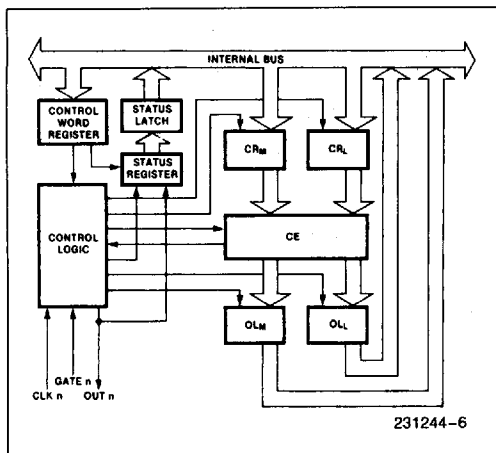 INTERNAL BUS
CONTROL
WORD
REGISTER
STATUS
LATCH
STATUS
REGISTER
CRM
CRL
CONTROL
LOGIC
CE
OLM
OLL
GATE n
CLK n
OUT n
231244-6